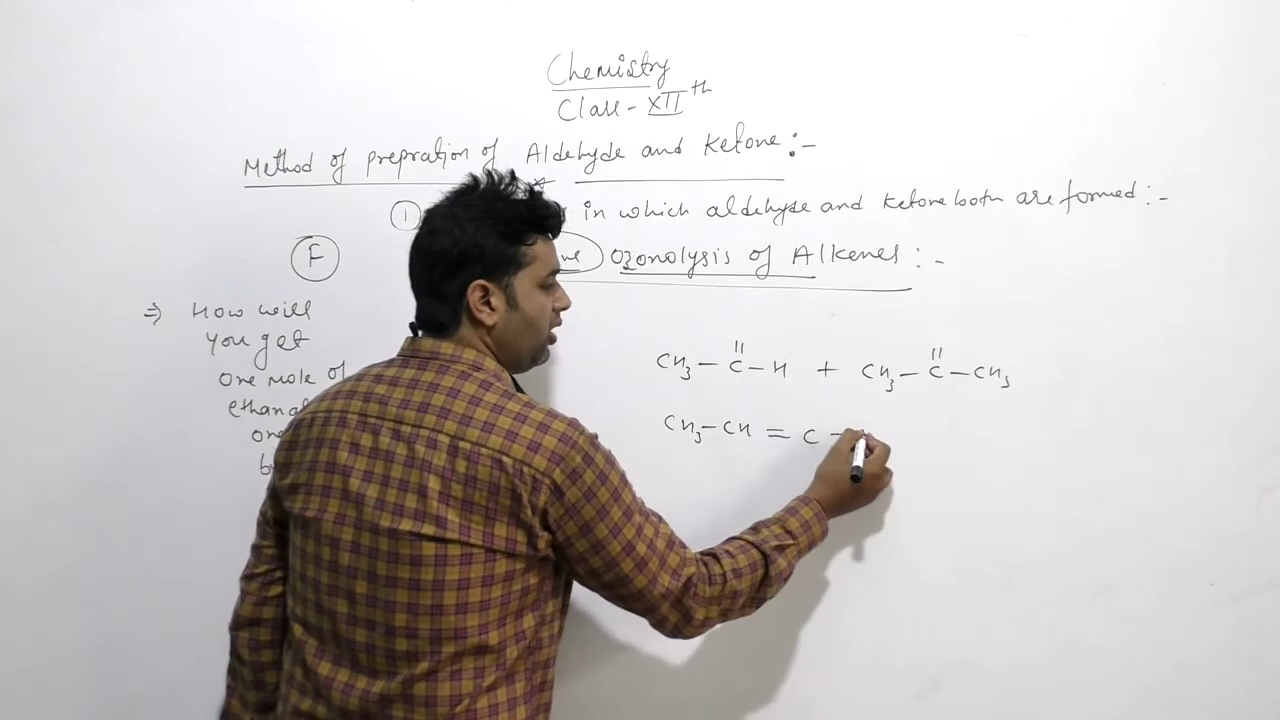 Chemistry
Class - XIIth
Method of prepration of Aldehyde and Ketone :-
1 in which aldehyde and ketone both are formed :-
F
Ozonolysis of Alkenes : -
⇒ How will
You get
One mole of
CH3 - C - H + CH3 - C - CH3
CH3 - CH = C -